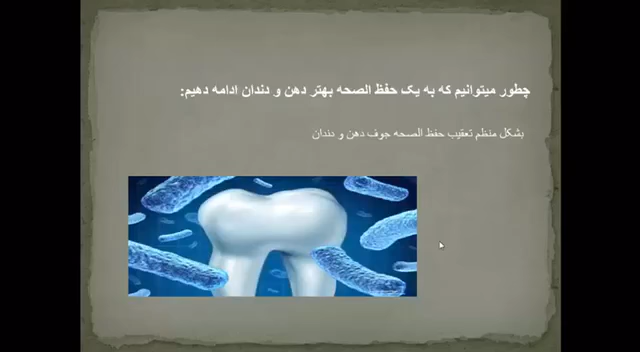 چطور میتوانیم که به یک حفظ الصحه بهتر دهن و دندان ادامه دهیم:
بشکل منظم تعقیب حفظ الصحه جوف دهن و دندان